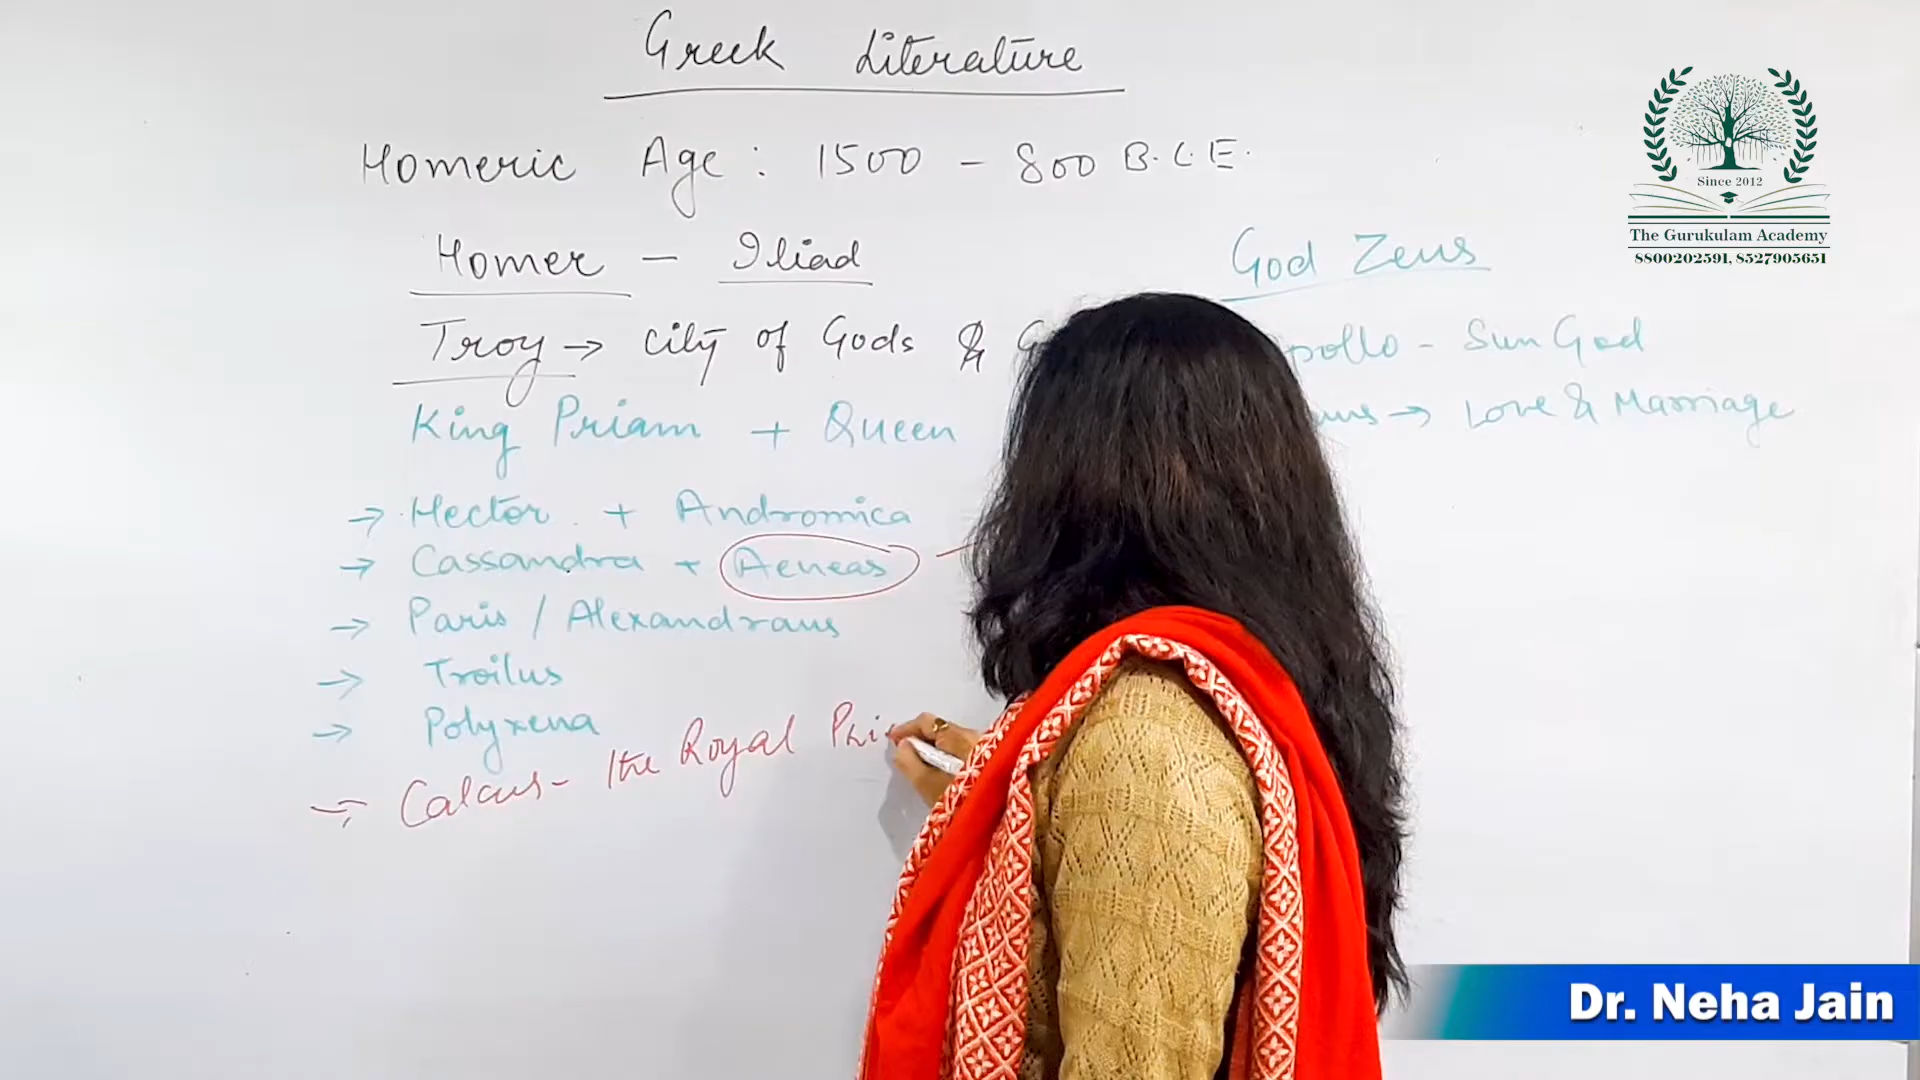 Greek Literature
Homeric Age : 1500 - 800 B.C.E.
Homer - Iliad
Troy → City of Gods &
King Priam + Queen
→ Hector + Andromica
→ Cassandra + Aeneas
→ Paris / Alexandraus
→ Troilus
→ Polyxena
→ Calcus - the Royal Pri
God Zeus
pollo - Sun God
→ Love & Marriage
Since 2012
The Gurukulam Academy
8800202591, 8527905651
Dr. Neha Jain